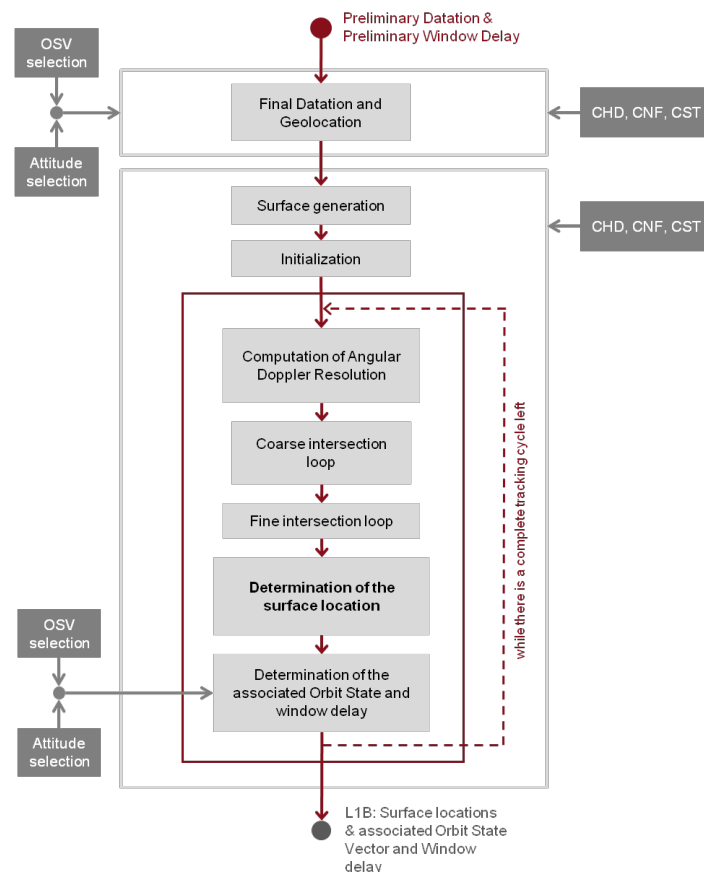 Preliminary Datation &
Preliminary Window Delay
OSV
selection
Final Datation and
Geolocation
CHD, CNF, CST
Attitude
selection
Surface generation
CHD, CNF, CST
Initialization
Computation of Angular
Doppler Resolution
Coarse intersection
loop
while there is a complete tracking cycle left
Fine intersection loop
Determination of the
surface location
OSV
selection
Determination of the
associated Orbit State and
window delay
Attitude
selection
L1B: Surface locations
& associated Orbit State
Vector and Window
delay